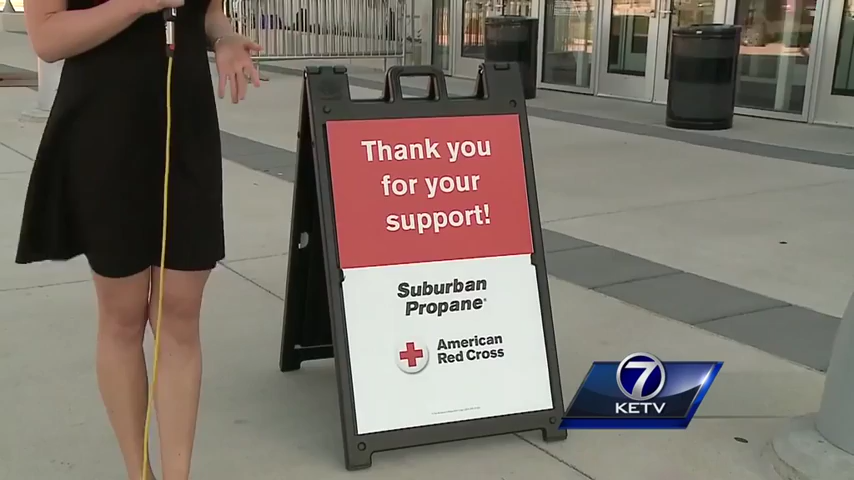 Thank you
for your
support!
Suburban
Propane®
American
Red Cross
7
KETV